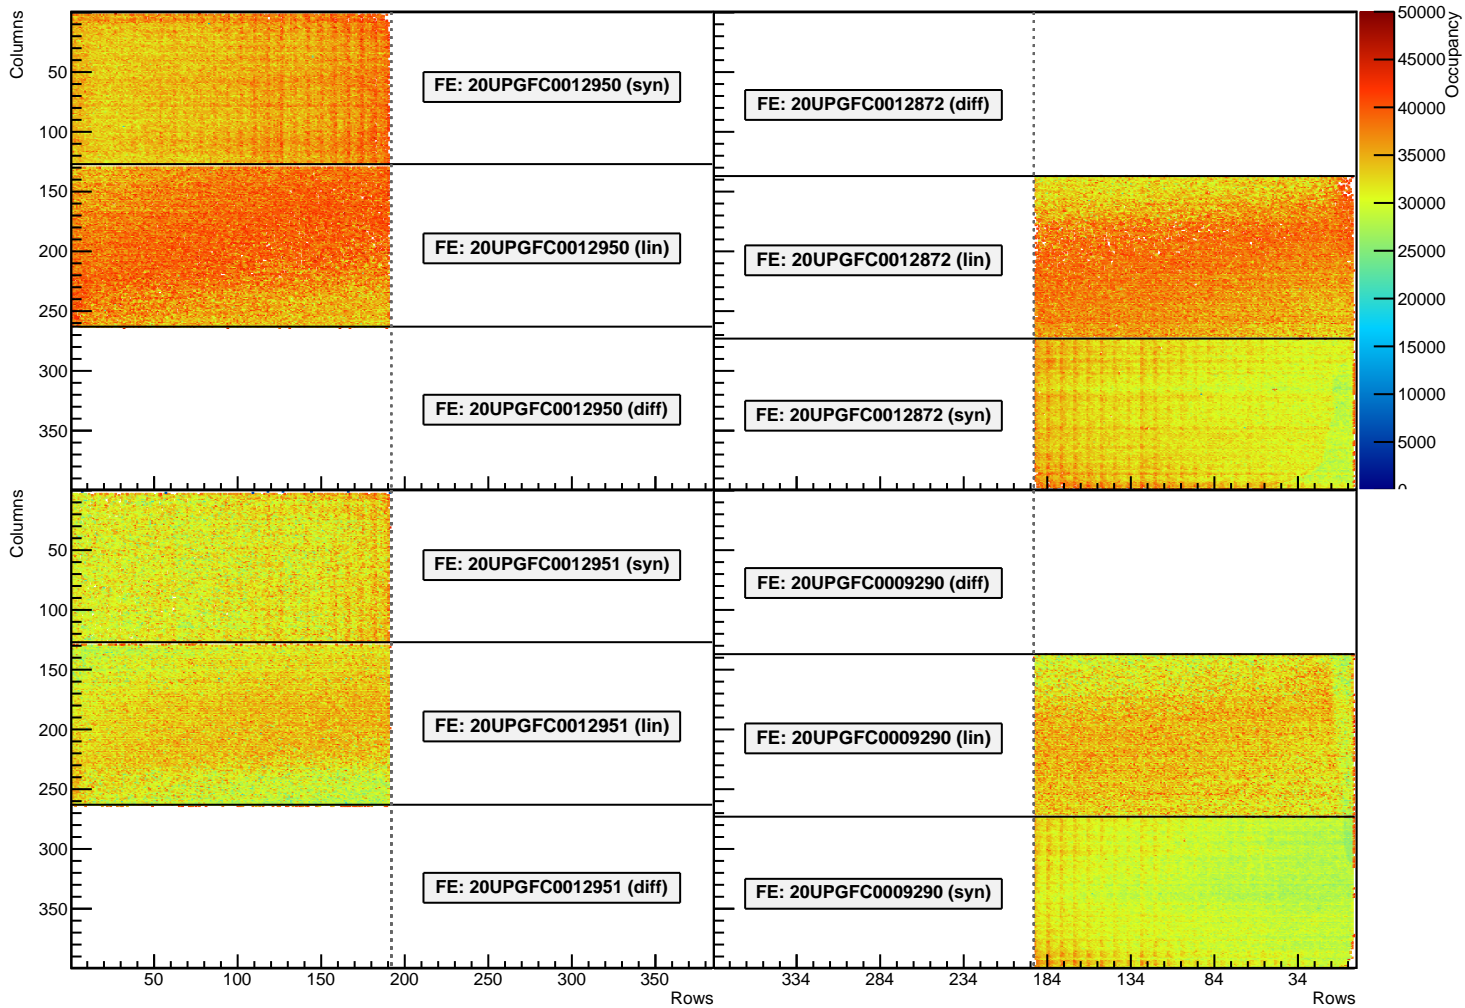 Columns
50
100
150
200
250
300
350
FE: 20UPGFC0012950 (syn)
FE: 20UPGFC0012950 (lin)
FE: 20UPGFC0012950 (diff)
FE: 20UPGFC0012872 (diff)
FE: 20UPGFC0012872 (lin)
FE: 20UPGFC0012872 (syn)
50000
45000
40000
35000
30000
25000
20000
15000
10000
5000
0
Occupancy
Columns
50
100
150
200
250
300
350
FE: 20UPGFC0012951 (syn)
FE: 20UPGFC0012951 (lin)
FE: 20UPGFC0012951 (diff)
FE: 20UPGFC0009290 (diff)
FE: 20UPGFC0009290 (lin)
FE: 20UPGFC0009290 (syn)
50 100 150 200 250 300 350
Rows
334 284 234 184 134 84 34
Rows